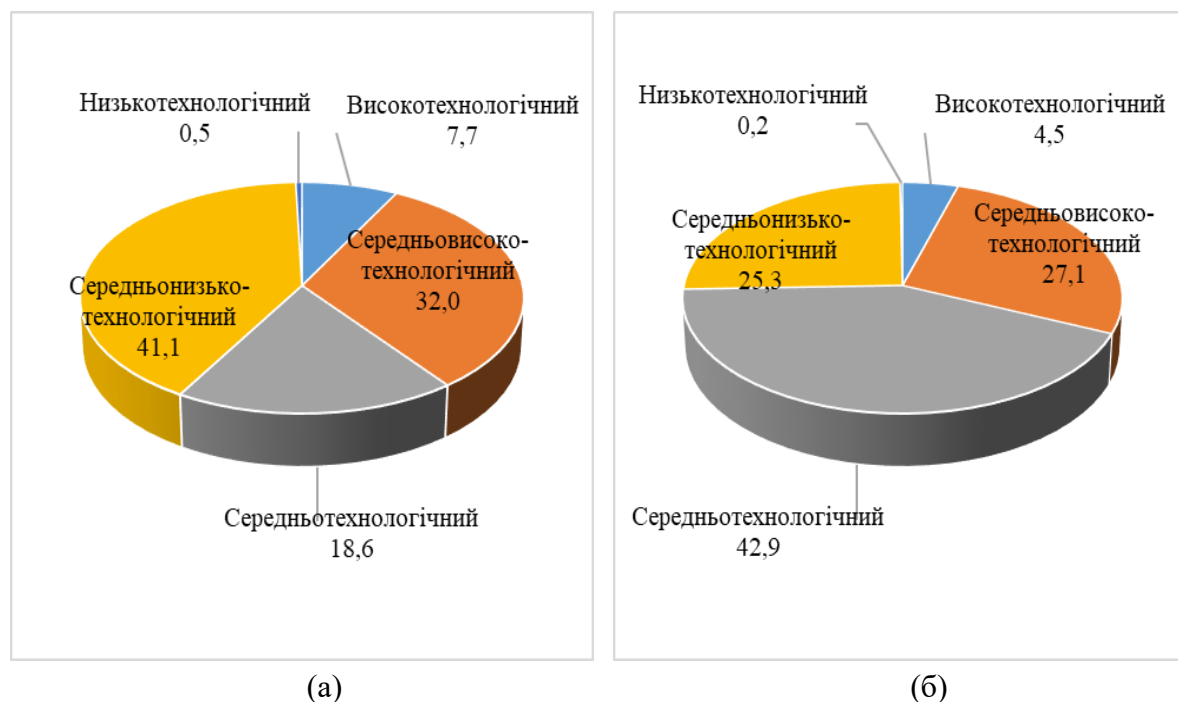 Низькотехнологічний
0,5
Високотехнологічний
7,7
Середньовисоко-
технологічний
32,0
Середньонизько-
технологічний
41,1
Середньотехнологічний
18,6
(а)
Низькотехнологічний
0,2
Високотехнологічний
4,5
Середньонизько-
технологічний
25,3
Середньовисоко-
технологічний
27,1
Середньотехнологічний
42,9
(б)